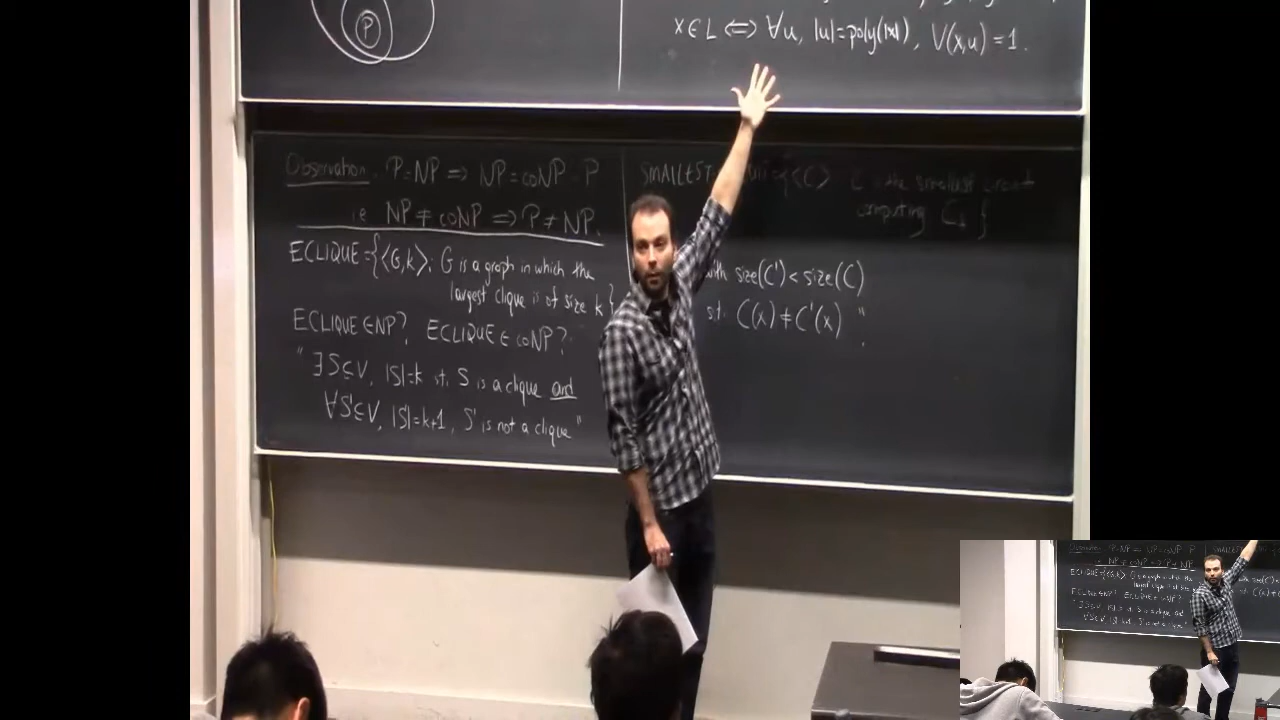 P
x ∈ L ⟺ ∀u, |u|=poly(|x|), V(x,u)=1.
Observation. P=NP ⟹ NP=coNP=P
i.e NP≠coNP ⟹ P≠NP.
ECLIQUE={⟨G,k⟩: G is a graph in which the
largest clique is of size k}
ECLIQUE∈NP? ECLIQUE∈coNP?
"∃S⊆V, |S|=k st. S is a clique and
∀S'⊆V, |S'|=k+1, S' is not a clique"
⟨C⟩ C is the smallest circuit
computing C }
with size(C')<size(C)
st. C(x)≠C'(x) "